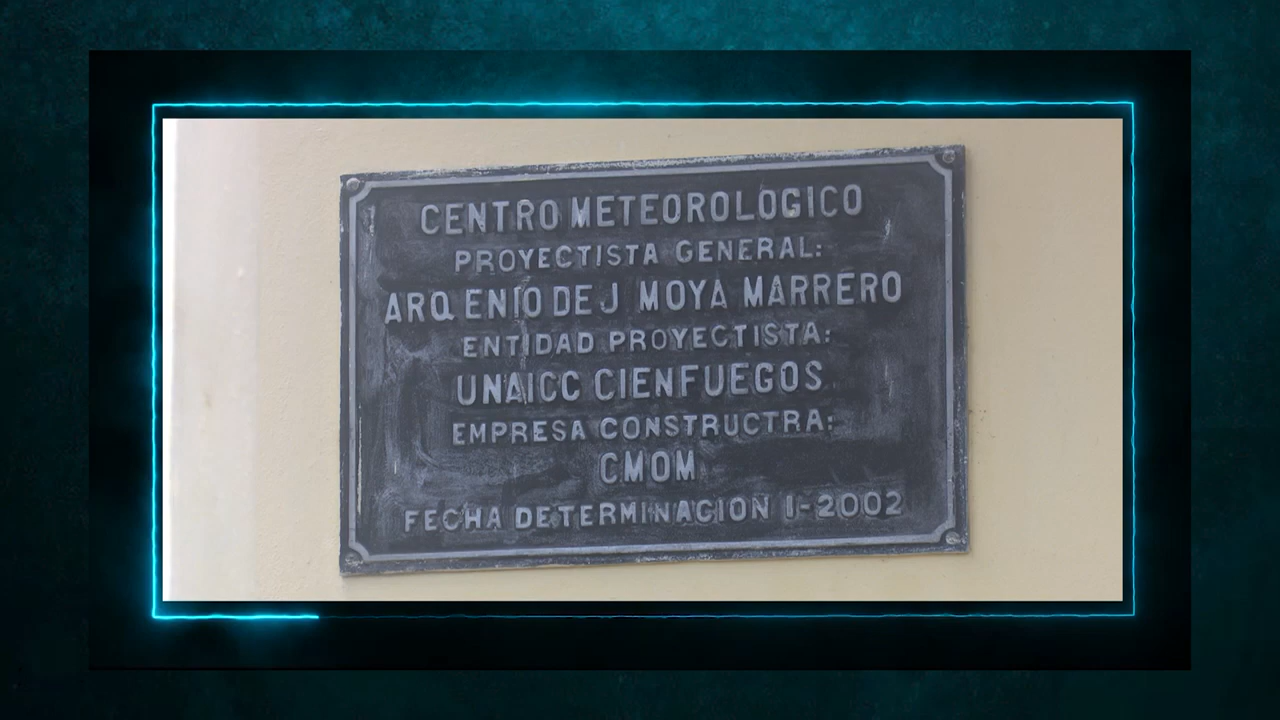 CENTRO METEOROLOGICO
PROYECTISTA GENERAL:
ARQ ENIO DE J MOYA MARRERO
ENTIDAD PROYECTISTA:
UNAICC CIENFUEGOS
EMPRESA CONSTRUCTRA:
CMOM
FECHA DETERMINACION I-2002